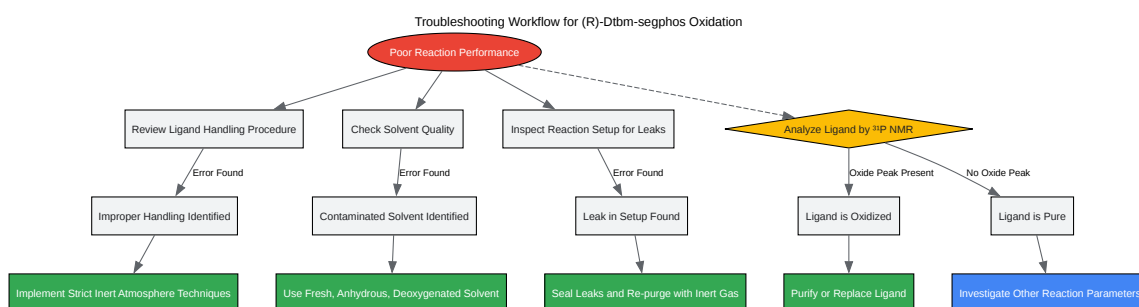 Troubleshooting Workflow for (R)-Dtbm-segphos Oxidation
Poor Reaction Performance
Review Ligand Handling Procedure
Check Solvent Quality
Inspect Reaction Setup for Leaks
Analyze Ligand by ³¹P NMR
Error Found
Error Found
Error Found
Oxide Peak Present
No Oxide Peak
Improper Handling Identified
Contaminated Solvent Identified
Leak in Setup Found
Ligand is Oxidized
Ligand is Pure
Implement Strict Inert Atmosphere Techniques
Use Fresh, Anhydrous, Deoxygenated Solvent
Seal Leaks and Re-purge with Inert Gas
Purify or Replace Ligand
Investigate Other Reaction Parameters